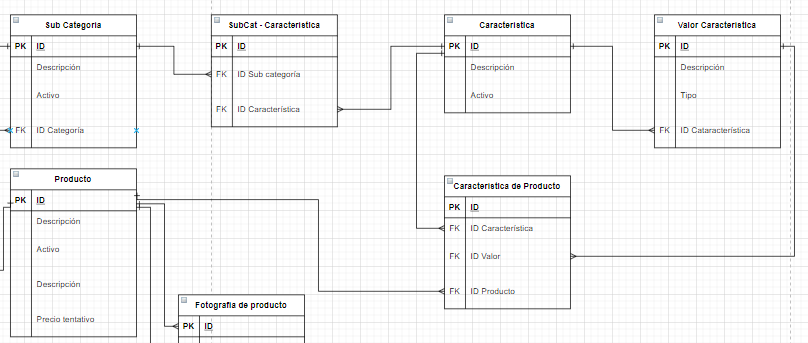 Sub Categoría
PK ID
Descripción
Activo
FK ID Categoría
SubCat - Característica
PK ID
FK ID Sub categoría
FK ID Característica
Característica
PK ID
Descripción
Activo
Valor Característica
PK ID
Descripción
Tipo
FK ID Cataracterística
Producto
PK ID
Descripción
Activo
Descripción
Precio tentativo
Fotografía de producto
PK ID
Característica de Producto
PK ID
FK ID Característica
FK ID Valor
FK ID Producto